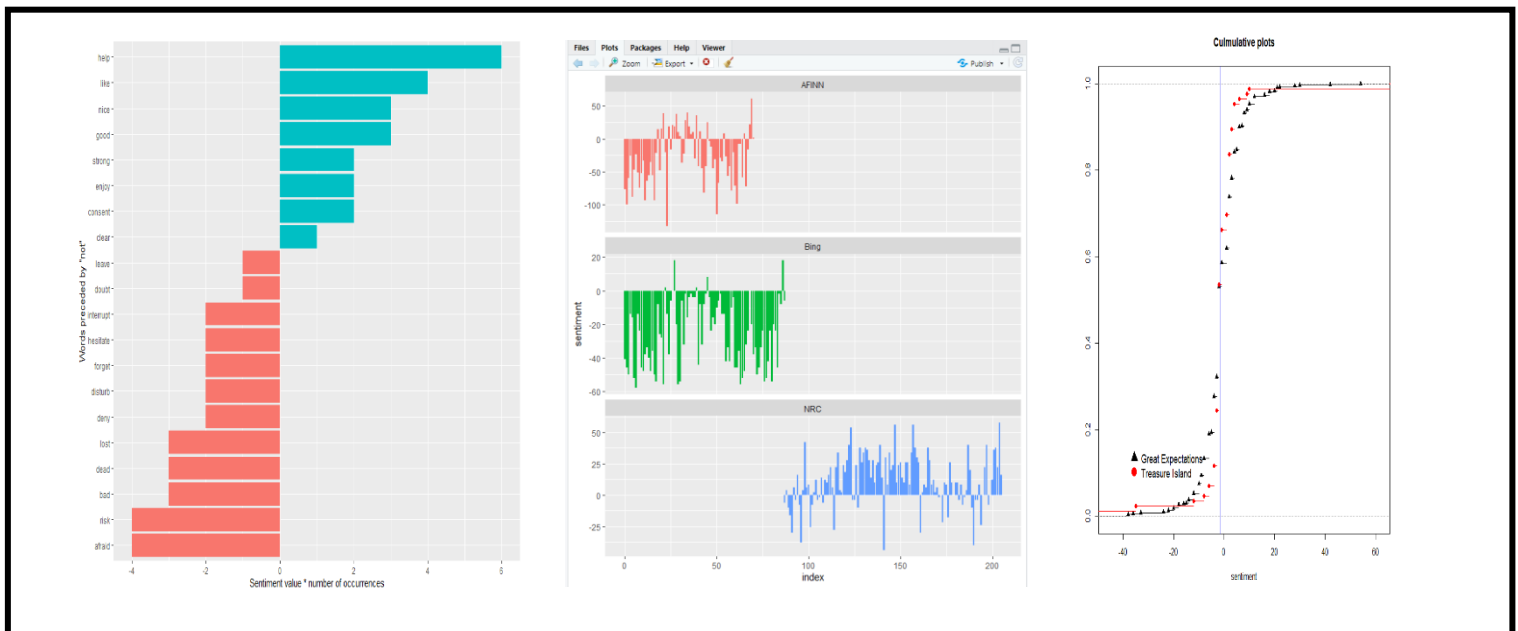 help
like
nice
good
strong
enjoy
consent
clear
leave
doubt
interrupt
hesitate
forget
disturb
deny
lost
dead
bad
risk
afraid
Words preceded by "not"
-4 -2 0 2 4 6
Sentiment value * number of occurrences
Files Plots Packages Help Viewer
Zoom Export Publish
AFINN
50
0
-50
-100
Bing
20
0
-20
-40
-60
NRC
50
25
0
-25
sentiment
0 50 100 150 200
index
Culmulative plots
1.0
0.8
0.6
0.4
0.2
0.0
Great Expectations
Treasure Island
-40 -20 0 20 40 60
sentiment